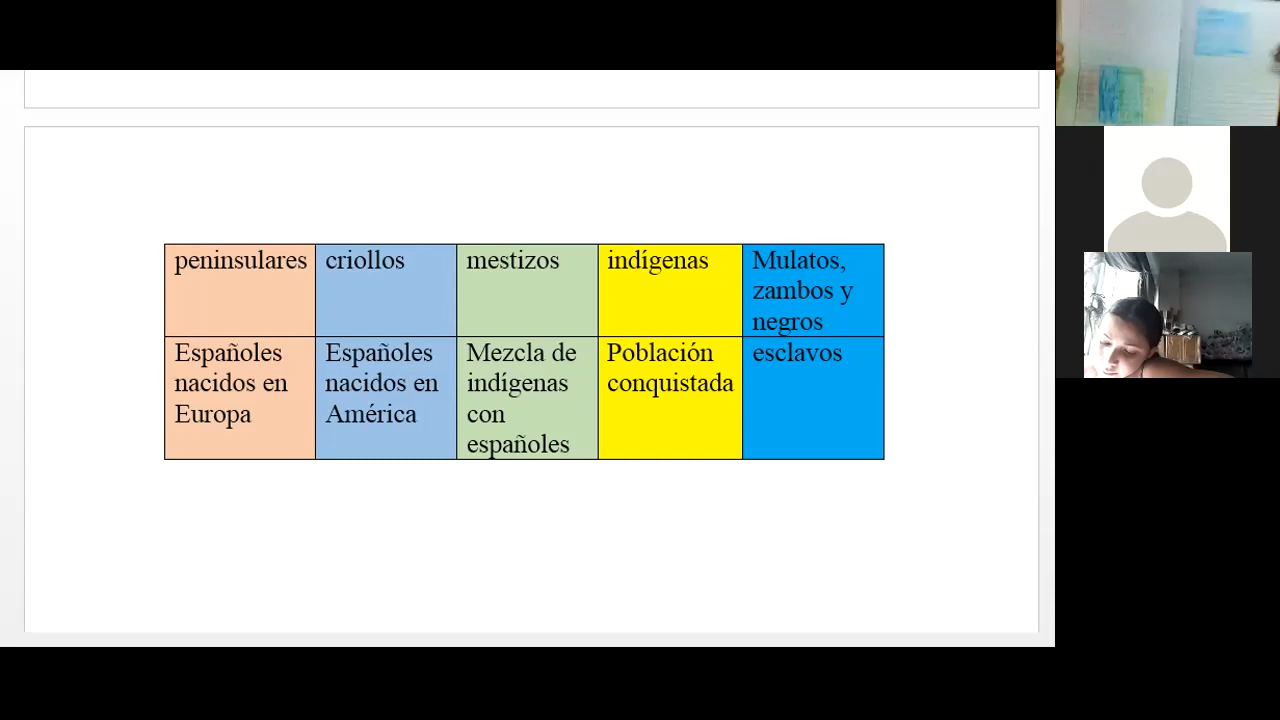 peninsulares
criollos
mestizos
indígenas
Mulatos,
zambos y
negros
Españoles
nacidos en
Europa
Españoles
nacidos en
América
Mezcla de
indígenas
con
españoles
Población
conquistada
esclavos